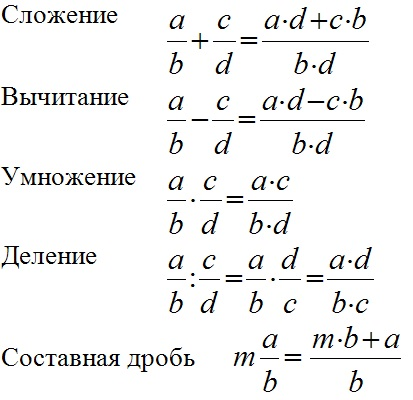 Сложение a/b + c/d = (a·d+c·b)/(b·d)
Вычитание a/b − c/d = (a·d−c·b)/(b·d)
Умножение a/b · c/d = (a·c)/(b·d)
Деление a/b : c/d = a/b · d/c = (a·d)/(b·c)
Составная дробь m a/b = (m·b+a)/b